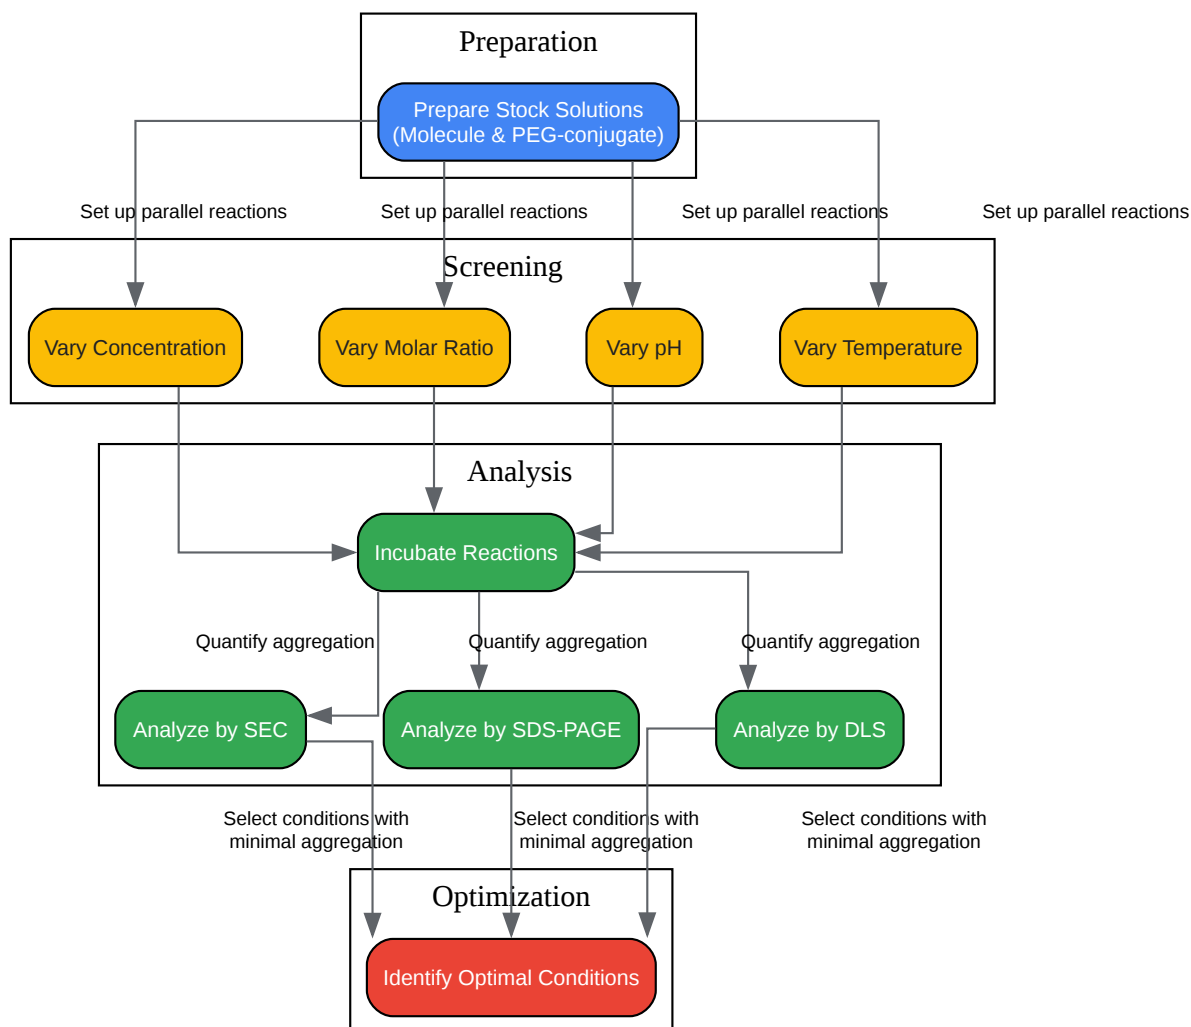 Preparation
Prepare Stock Solutions
(Molecule & PEG-conjugate)
Set up parallel reactions
Set up parallel reactions
Set up parallel reactions
Set up parallel reactions
Screening
Vary Concentration
Vary Molar Ratio
Vary pH
Vary Temperature
Analysis
Incubate Reactions
Quantify aggregation
Quantify aggregation
Quantify aggregation
Analyze by SEC
Analyze by SDS-PAGE
Analyze by DLS
Select conditions with
minimal aggregation
Select conditions with
minimal aggregation
Select conditions with
minimal aggregation
Optimization
Identify Optimal Conditions